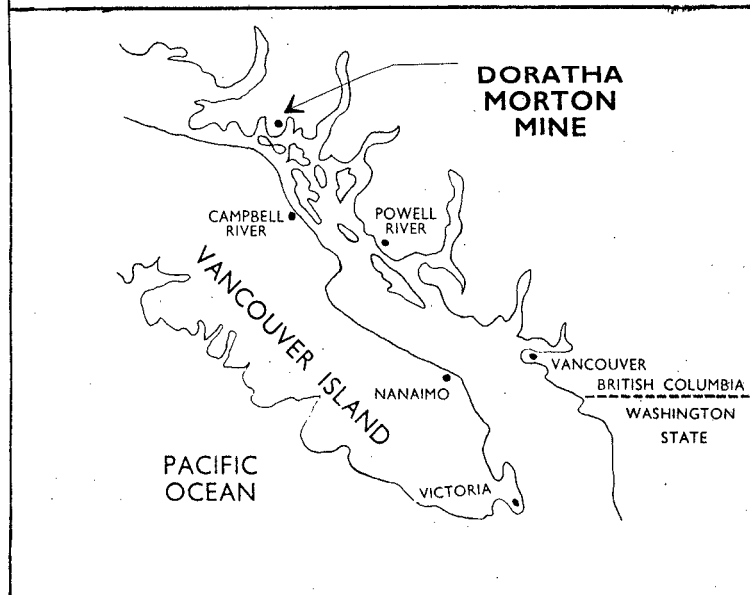 DORATHA
MORTON
MINE
CAMPBELL
RIVER
POWELL
RIVER
VANCOUVER ISLAND
VANCOUVER
BRITISH COLUMBIA
NANAIMO
WASHINGTON
STATE
PACIFIC
OCEAN
VICTORIA